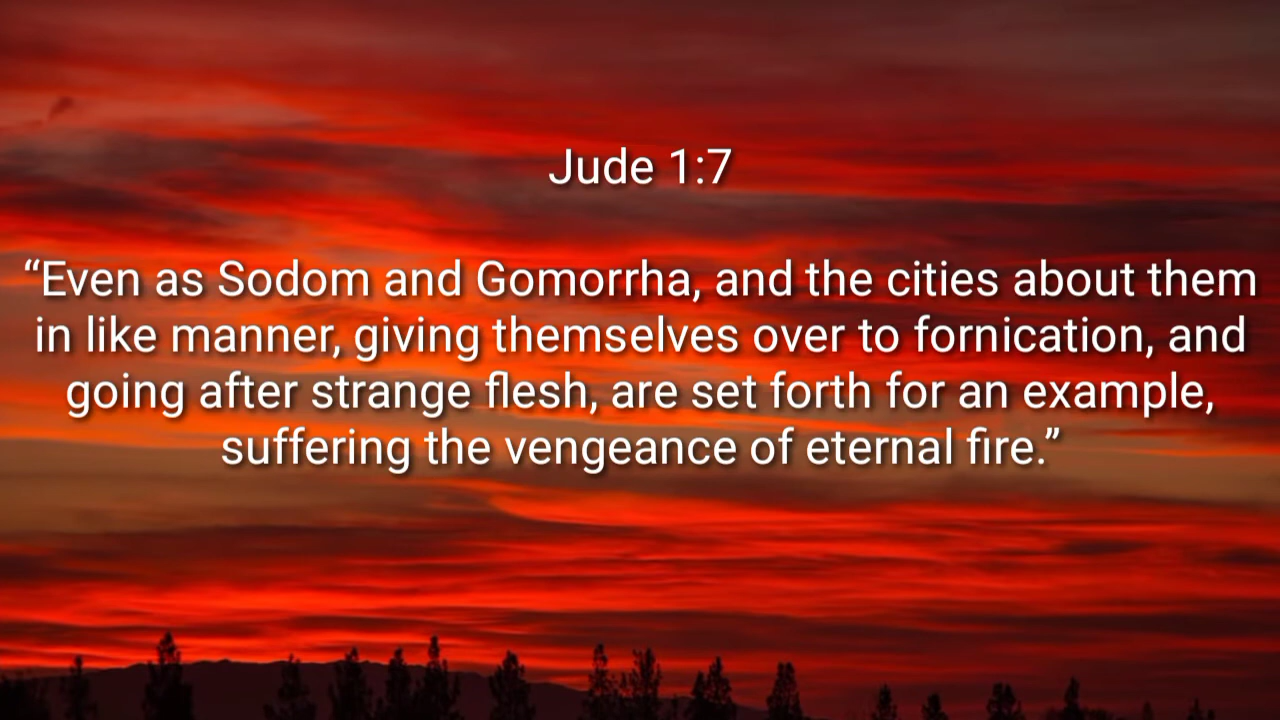 Jude 1:7
“Even as Sodom and Gomorrha, and the cities about them
in like manner, giving themselves over to fornication, and
going after strange flesh, are set forth for an example,
suffering the vengeance of eternal fire.”